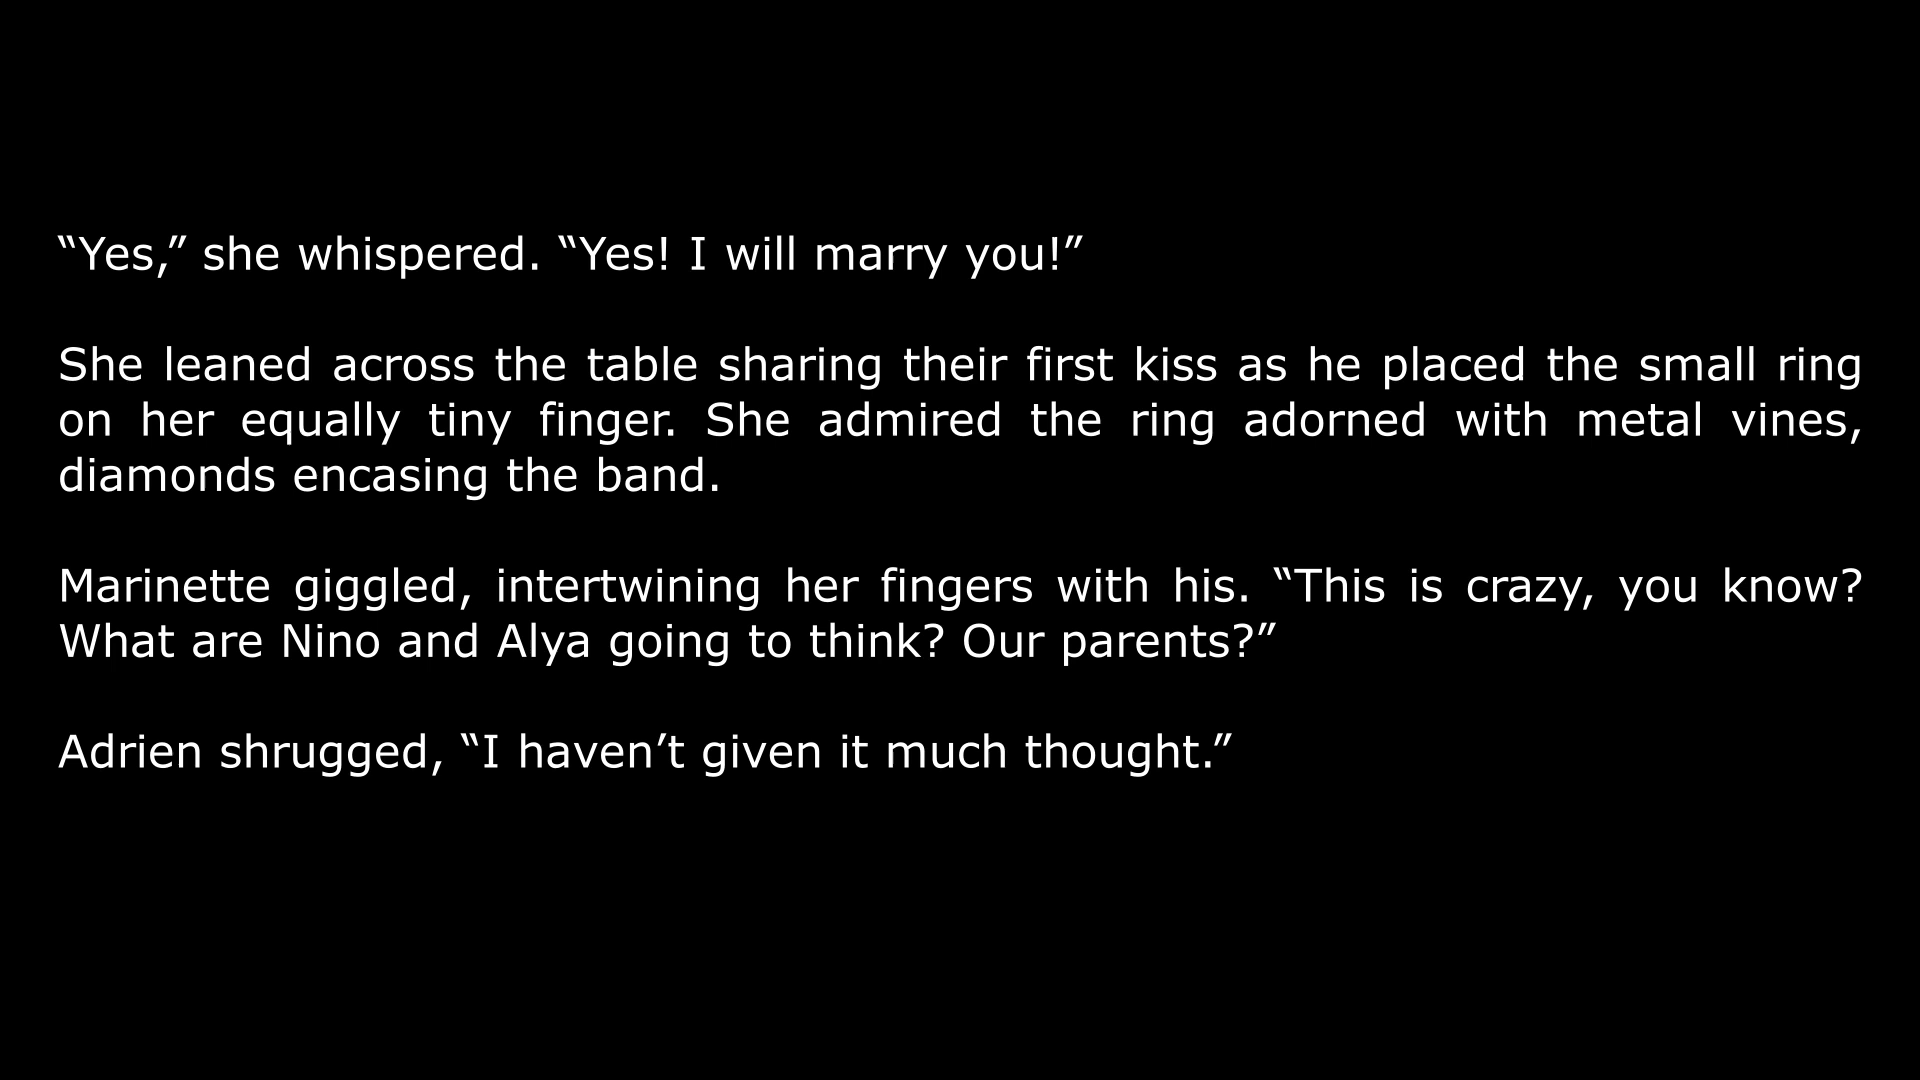 “Yes,” she whispered. “Yes! I will marry you!”
She leaned across the table sharing their first kiss as he placed the small ring
on her equally tiny finger. She admired the ring adorned with metal vines,
diamonds encasing the band.
Marinette giggled, intertwining her fingers with his. “This is crazy, you know?
What are Nino and Alya going to think? Our parents?”
Adrien shrugged, “I haven’t given it much thought.”